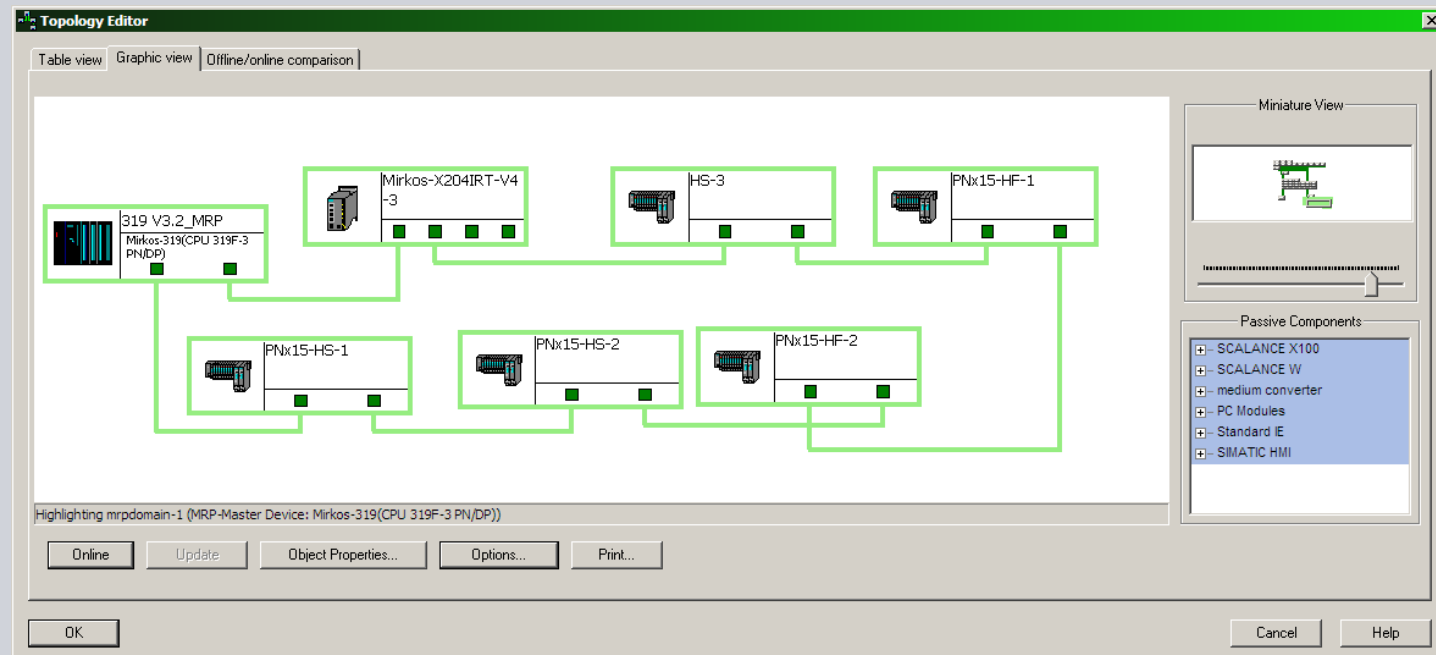 Topology Editor
Table view
Graphic view
Offline/online comparison
Mirkos-X204IRT-V4
-3
HS-3
PNx15-HF-1
319 V3.2_MRP
Mirkos-319(CPU 319F-3
PN/DP)
PNx15-HS-1
PNx15-HS-2
PNx15-HF-2
Highlighting mrpdomain-1 (MRP-Master Device: Mirkos-319(CPU 319F-3 PN/DP))
Miniature View
Passive Components
SCALANCE X100
SCALANCE W
medium converter
PC Modules
Standard IE
SIMATIC HMI
Online
Update
Object Properties...
Options...
Print...
OK
Cancel
Help